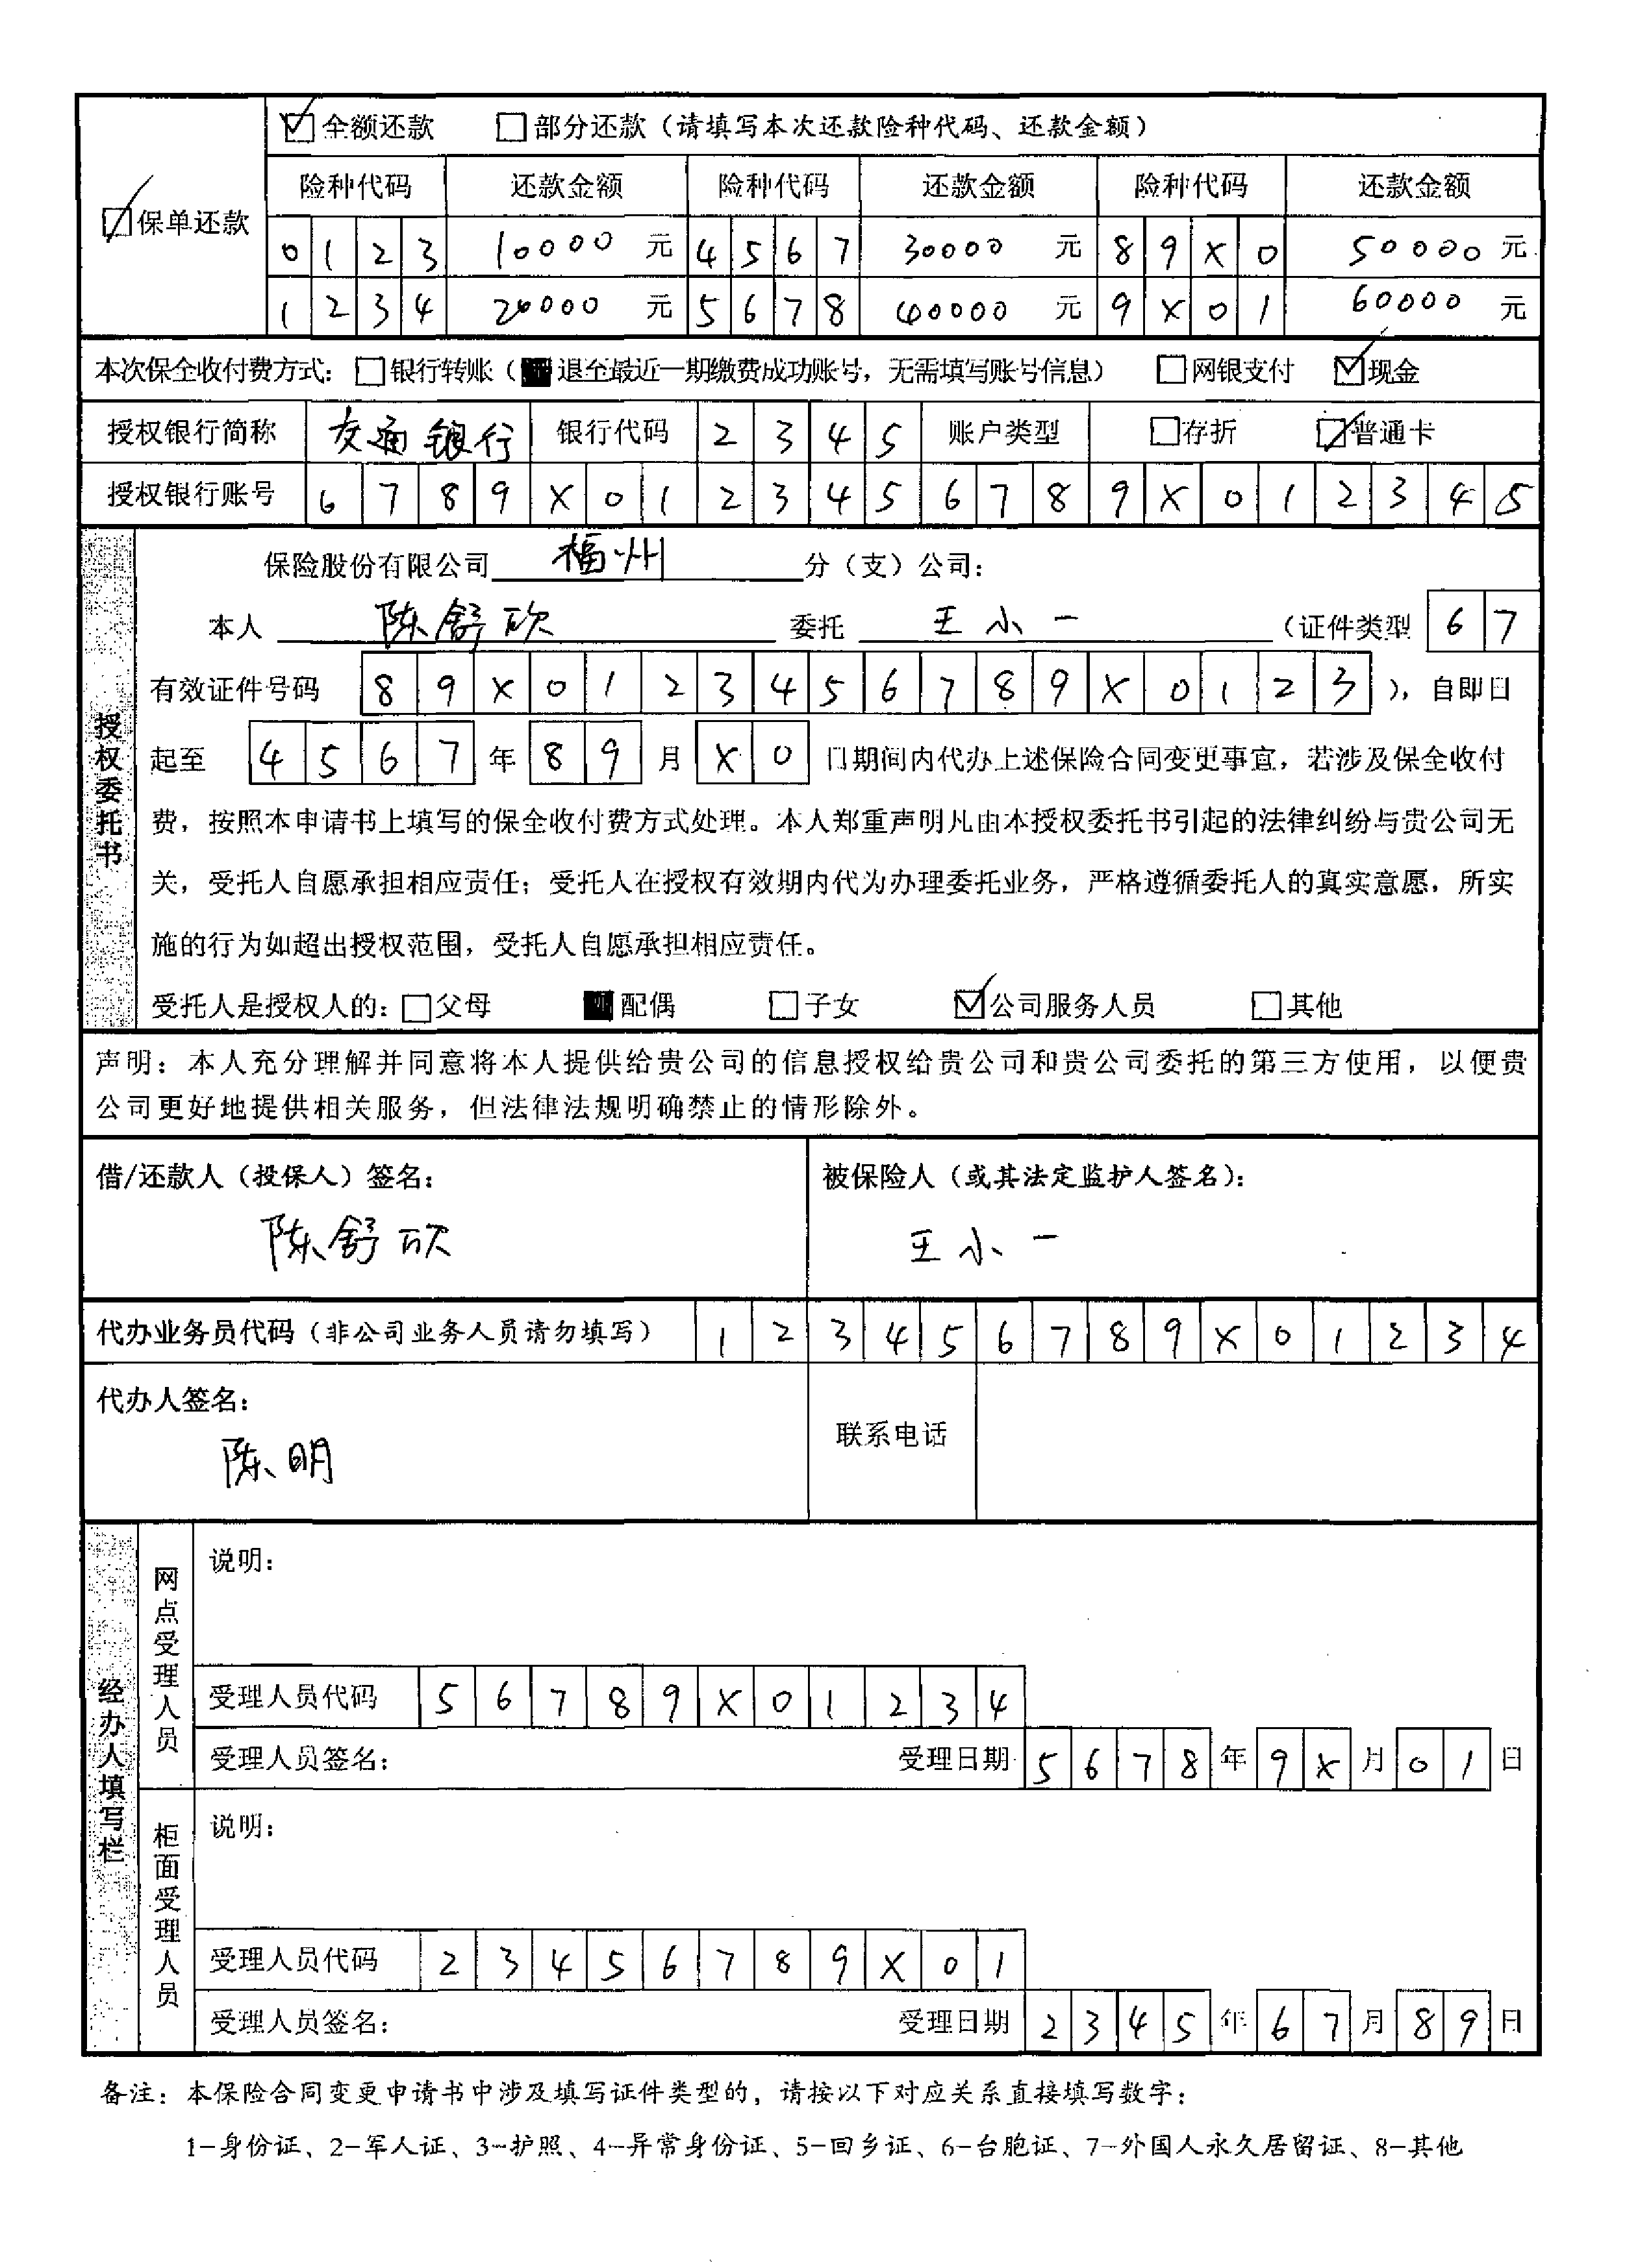 ☑全额还款 ☐部分还款（请填写本次还款险种代码、还款金额）
险种代码 还款金额 险种代码 还款金额 险种代码 还款金额
☑保单还款
0 1 2 3 10000 元 4 5 6 7 30000 元 8 9 X 0 50000 元
1 2 3 4 20000 元 5 6 7 8 40000 元 9 X 0 1 60000 元
本次保全收付费方式：☐银行转账（■退至最近一期缴费成功账号，无需填写账号信息） ☐网银支付 ☑现金
授权银行简称 交通银行 银行代码 2 3 4 5 账户类型 ☐存折 ☑普通卡
授权银行账号 6 7 8 9 X 0 1 2 3 4 5 6 7 8 9 X 0 1 2 3 4 5
授权委托书
保险股份有限公司 福州 分（支）公司：
本人 陈舒欣 委托 王小一 （证件类型 6 7
有效证件号码 8 9 X 0 1 2 3 4 5 6 7 8 9 X 0 1 2 3 ），自即日
起至 4 5 6 7 年 8 9 月 X 0 日期间内代办上述保险合同变更事宜，若涉及保全收付
费，按照本申请书上填写的保全收付费方式处理。本人郑重声明凡由本授权委托书引起的法律纠纷与贵公司无
关，受托人自愿承担相应责任；受托人在授权有效期内代为办理委托业务，严格遵循委托人的真实意愿，所实
施的行为如超出授权范围，受托人自愿承担相应责任。
受托人是授权人的：☐父母 ■配偶 ☐子女 ☑公司服务人员 ☐其他
声明：本人充分理解并同意将本人提供给贵公司的信息授权给贵公司和贵公司委托的第三方使用，以便贵
公司更好地提供相关服务，但法律法规明确禁止的情形除外。
借/还款人（投保人）签名： 被保险人（或其法定监护人签名）：
陈舒欣 王小一
代办业务员代码（非公司业务人员请勿填写） 1 2 3 4 5 6 7 8 9 X 0 1 2 3 4
代办人签名：
陈明 联系电话
经办人填写栏
网点受理人员
说明：
受理人员代码 5 6 7 8 9 X 0 1 2 3 4
受理人员签名： 受理日期 5 6 7 8 年 9 X 月 0 1 日
柜面受理人员
说明：
受理人员代码 2 3 4 5 6 7 8 9 X 0 1
受理人员签名： 受理日期 2 3 4 5 年 6 7 月 8 9 日
备注：本保险合同变更申请书中涉及填写证件类型的，请按以下对应关系直接填写数字：
1-身份证、2-军人证、3-护照、4-异常身份证、5-回乡证、6-台胞证、7-外国人永久居留证、8-其他